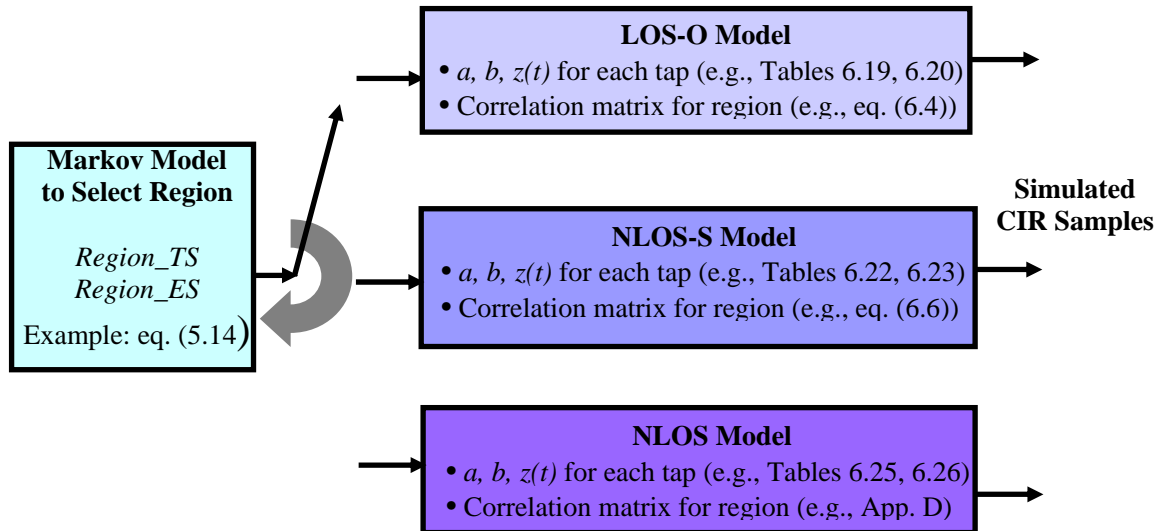 LOS-O Model
• a, b, z(t) for each tap (e.g., Tables 6.19, 6.20)
• Correlation matrix for region (e.g., eq. (6.4))
Markov Model
to Select Region
Region_TS
Region_ES
Example: eq. (5.14)
NLOS-S Model
• a, b, z(t) for each tap (e.g., Tables 6.22, 6.23)
• Correlation matrix for region (e.g., eq. (6.6))
Simulated
CIR Samples
NLOS Model
• a, b, z(t) for each tap (e.g., Tables 6.25, 6.26)
• Correlation matrix for region (e.g., App. D)